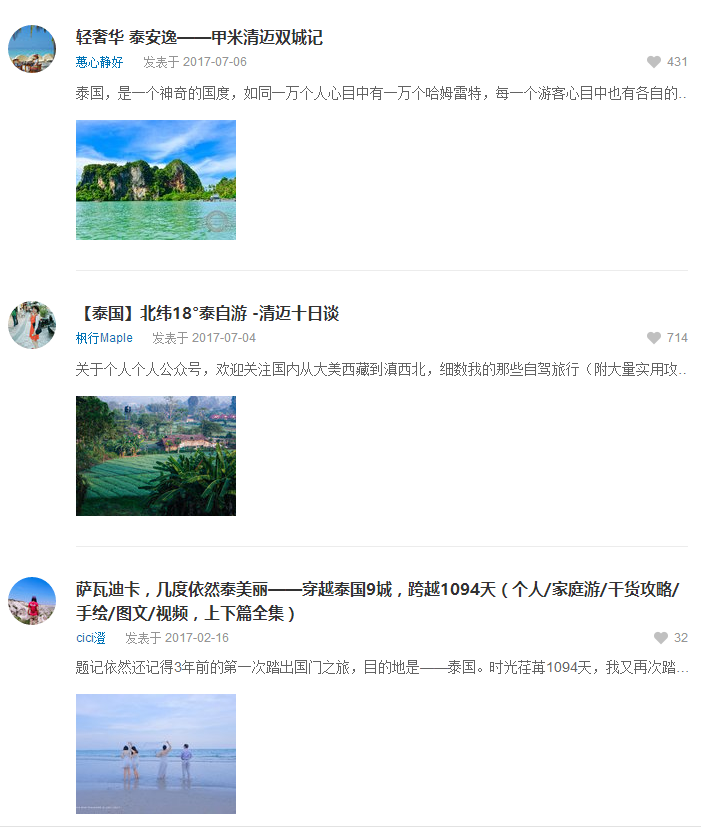 轻奢华 泰安逸——甲米清迈双城记
蕙心静好 发表于 2017-07-06 431
泰国，是一个神奇的国度，如同一万个人心目中有一万个哈姆雷特，每一个游客心目中也有各自的..
【泰国】北纬18°泰自游 -清迈十日谈
枫行Maple 发表于 2017-07-04 714
关于个人个人公众号，欢迎关注国内从大美西藏到滇西北，细数我的那些自驾旅行（附大量实用攻..
萨瓦迪卡，几度依然泰美丽——穿越泰国9城，跨越1094天（个人/家庭游/干货攻略/
手绘/图文/视频，上下篇全集）
cici瀅 发表于 2017-02-16 32
题记依然还记得3年前的第一次踏出国门之旅，目的地是——泰国。时光荏苒1094天，我又再次踏...